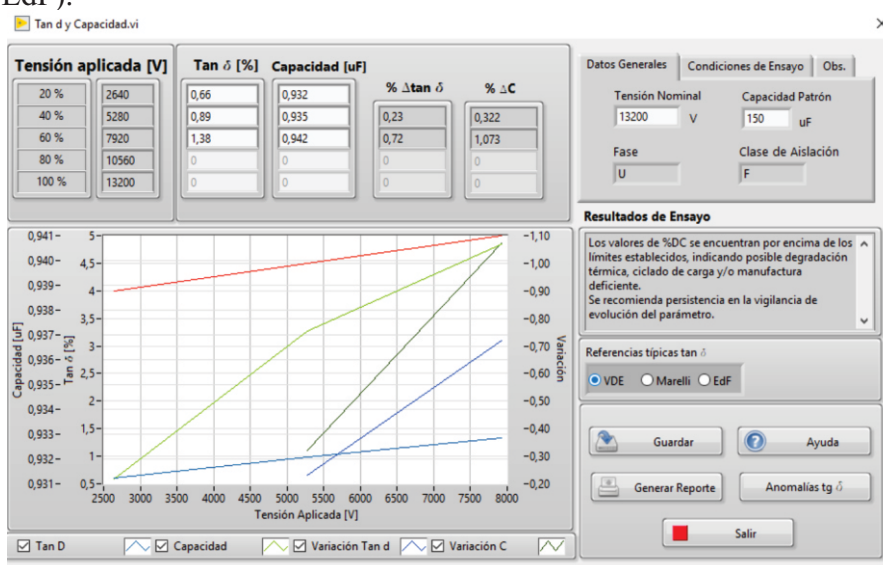 EdF).
Tan d y Capacidad.vi
Tensión aplicada [V]
20 % 2640
40 % 5280
60 % 7920
80 % 10560
100 % 13200
Tan δ [%] Capacidad [uF] % Δtan δ % ΔC
0,66 0,932
0,89 0,935 0,23 0,322
1,38 0,942 0,72 1,073
0 0 0 0
0 0 0 0
Datos Generales Condiciones de Ensayo Obs.
Tensión Nominal Capacidad Patrón
13200 V 150 uF
Fase Clase de Aislación
U F
Resultados de Ensayo
Los valores de %DC se encuentran por encima de los
límites establecidos, indicando posible degradación
térmica, ciclado de carga y/o manufactura
deficiente.
Se recomienda persistencia en la vigilancia de
evolución del parámetro.
Referencias típicas tan δ
VDE Marelli EdF
Guardar Ayuda
Generar Reporte Anomalías tg δ
Salir
Capacidad [uF]
0,941
0,940
0,939
0,938
0,937
0,936
0,935
0,934
0,933
0,932
0,931
Tan δ [%]
5
4,5
4
3,5
3
2,5
2
1,5
1
0,5
1,10
1,00
0,90
0,80
0,70
0,60
0,50
0,40
0,30
0,20
Variación
2500 3000 3500 4000 4500 5000 5500 6000 6500 7000 7500 8000
Tensión Aplicada [V]
Tan D Capacidad Variación Tan d Variación C